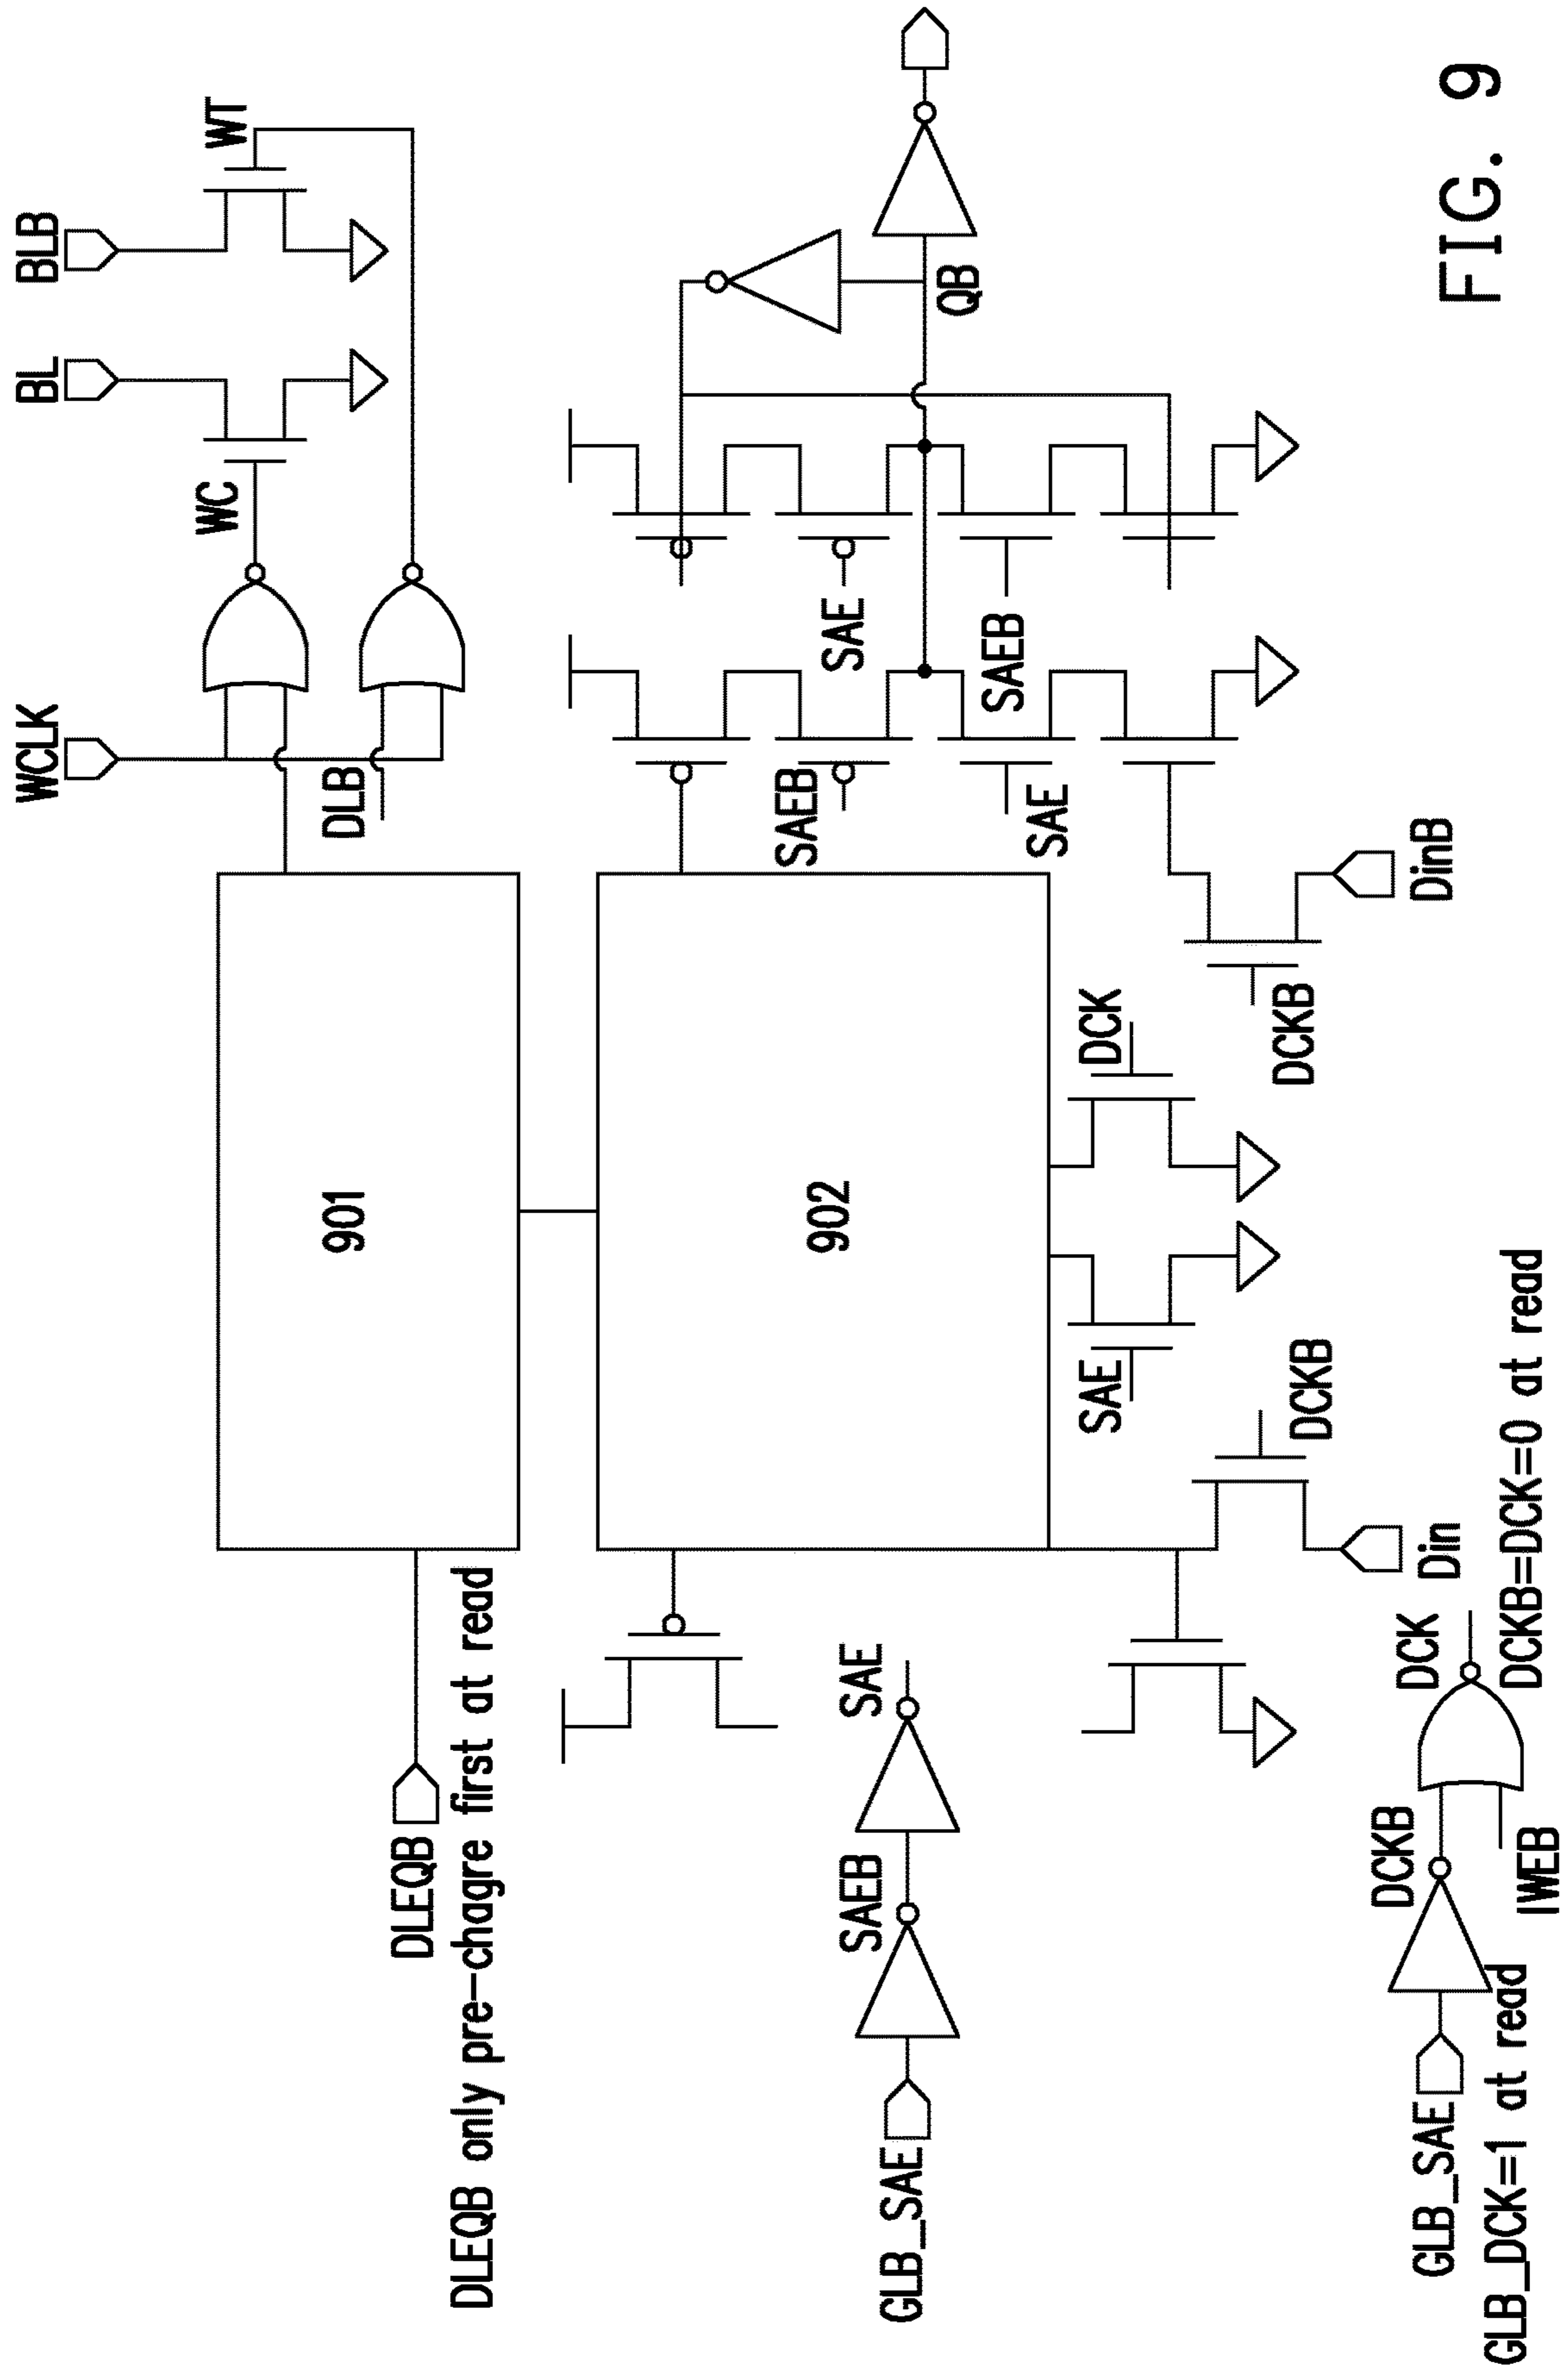 WCLK
BL
BLB
WC
WT
DLB
901
DLEQB
DLEQB only pre-chagre first at read
902
SAEB
SAE
SAE
SAEB
QB
GLB_SAE
SAEB
SAE
SAE
DCK
DCKB
Din
DCKB
DinB
GLB_SAE
DCKB
IWEB
DCK
GLB_DCK=1 at read
DCKB=DCK=0 at read
FIG. 9